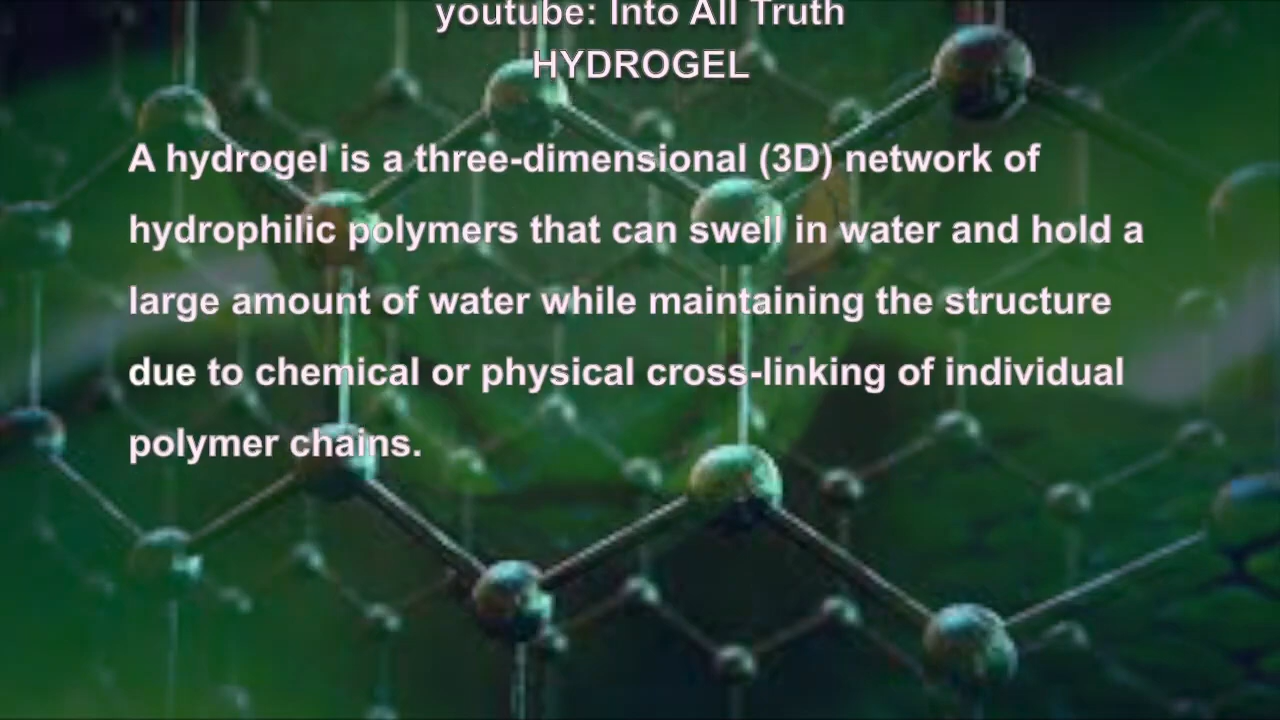 youtube: Into All Truth
HYDROGEL
A hydrogel is a three-dimensional (3D) network of
hydrophilic polymers that can swell in water and hold a
large amount of water while maintaining the structure
due to chemical or physical cross-linking of individual
polymer chains.